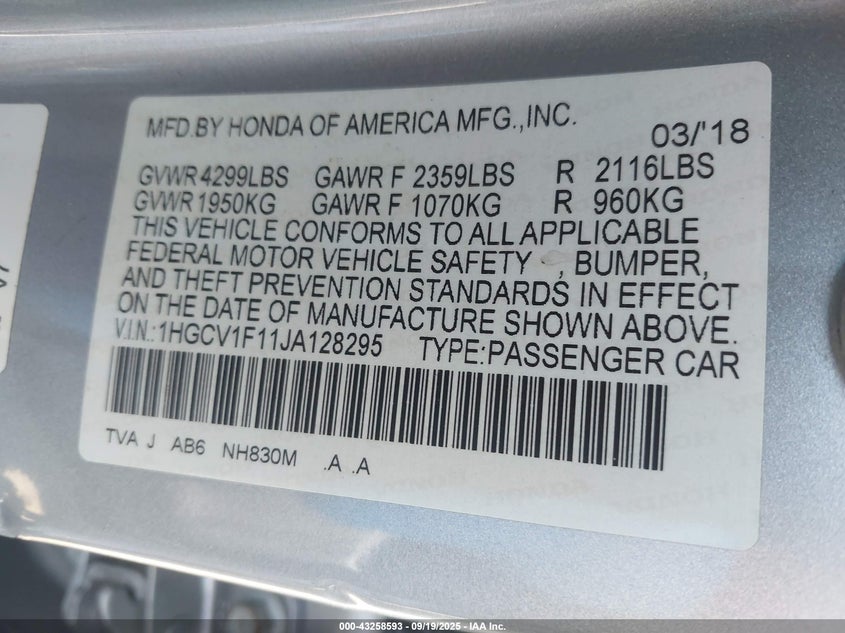 MFD.BY HONDA OF AMERICA MFG.,INC.
03/'18
GVWR 4299LBS GAWR F 2359LBS R 2116LBS
GVWR 1950KG GAWR F 1070KG R 960KG
THIS VEHICLE CONFORMS TO ALL APPLICABLE
FEDERAL MOTOR VEHICLE SAFETY , BUMPER,
AND THEFT PREVENTION STANDARDS IN EFFECT
ON THE DATE OF MANUFACTURE SHOWN ABOVE.
V.I.N.:1HGCV1F11JA128295 TYPE:PASSENGER CAR
TVA J AB6 NH830M .A .A
000-43258593 — 09/19/2025 — IAA Inc.